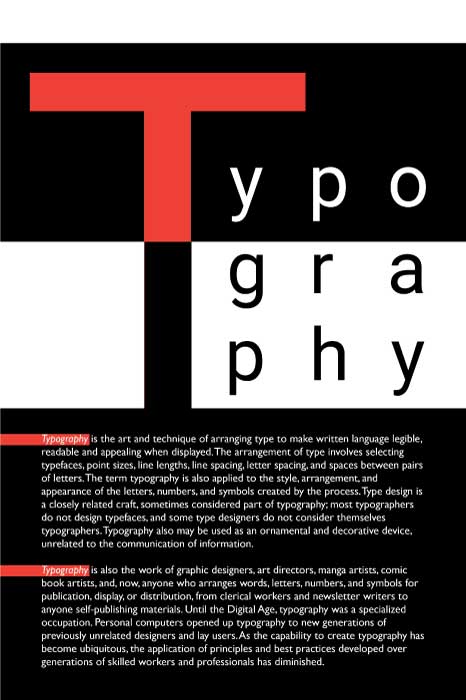 Typo
gra
phy
Typography is the art and technique of arranging type to make written language legible,
readable and appealing when displayed. The arrangement of type involves selecting
typefaces, point sizes, line lengths, line spacing, letter spacing, and spaces between pairs
of letters. The term typography is also applied to the style, arrangement, and
appearance of the letters, numbers, and symbols created by the process. Type design is
a closely related craft, sometimes considered part of typography; most typographers
do not design typefaces, and some type designers do not consider themselves
typographers. Typography also may be used as an ornamental and decorative device,
unrelated to the communication of information.
Typography is also the work of graphic designers, art directors, manga artists, comic
book artists, and, now, anyone who arranges words, letters, numbers, and symbols for
publication, display, or distribution, from clerical workers and newsletter writers to
anyone self-publishing materials. Until the Digital Age, typography was a specialized
occupation. Personal computers opened up typography to new generations of
previously unrelated designers and lay users. As the capability to create typography has
become ubiquitous, the application of principles and best practices developed over
generations of skilled workers and professionals has diminished.